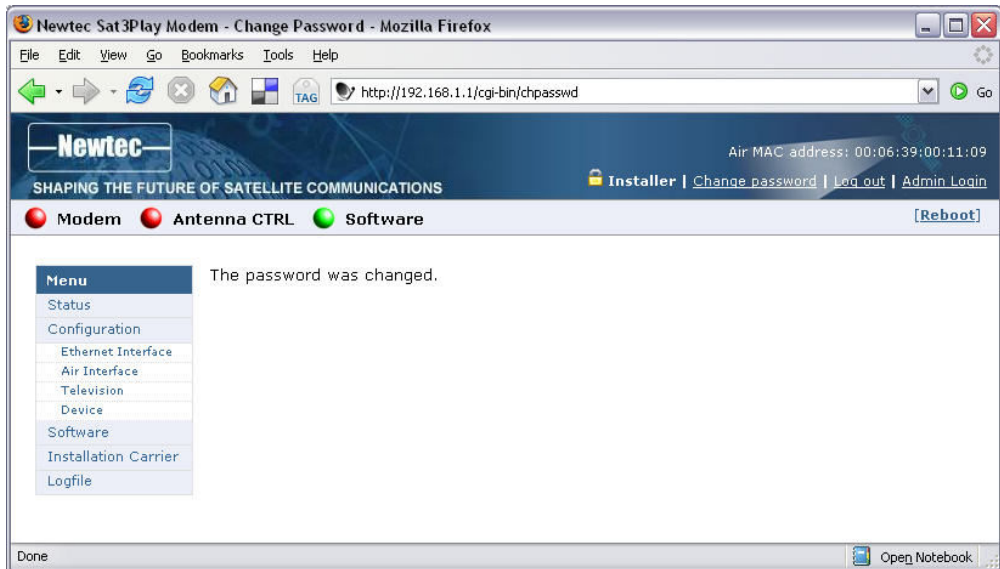 Newtec Sat3Play Modem - Change Password - Mozilla Firefox
File Edit View Go Bookmarks Tools Help
TAG http://192.168.1.1/cgi-bin/chpasswd Go
Newtec
Air MAC address: 00:06:39:00:11:09
SHAPING THE FUTURE OF SATELLITE COMMUNICATIONS
Installer | Change password | Log out | Admin Login
Modem Antenna CTRL Software [Reboot]
Menu
The password was changed.
Status
Configuration
Ethernet Interface
Air Interface
Television
Device
Software
Installation Carrier
Logfile
Done Open Notebook